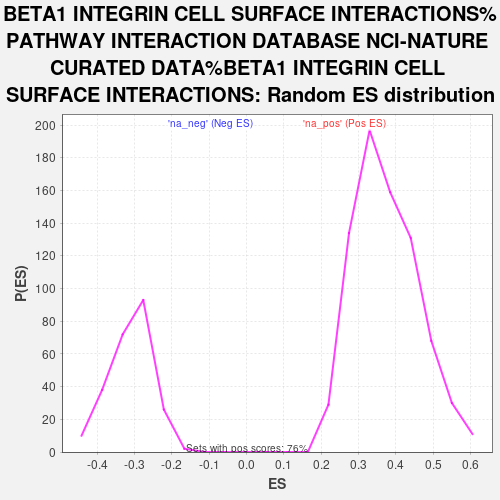 BETA1 INTEGRIN CELL SURFACE INTERACTIONS%
PATHWAY INTERACTION DATABASE NCI-NATURE
CURATED DATA%BETA1 INTEGRIN CELL
SURFACE INTERACTIONS: Random ES distribution
'na_neg' (Neg ES) 'na_pos' (Pos ES)
200
180
160
140
120
100
80
60
40
20
0
P(ES)
Sets with pos scores: 76%
-0.4 -0.3 -0.2 -0.1 0.0 0.1 0.2 0.3 0.4 0.5 0.6
ES